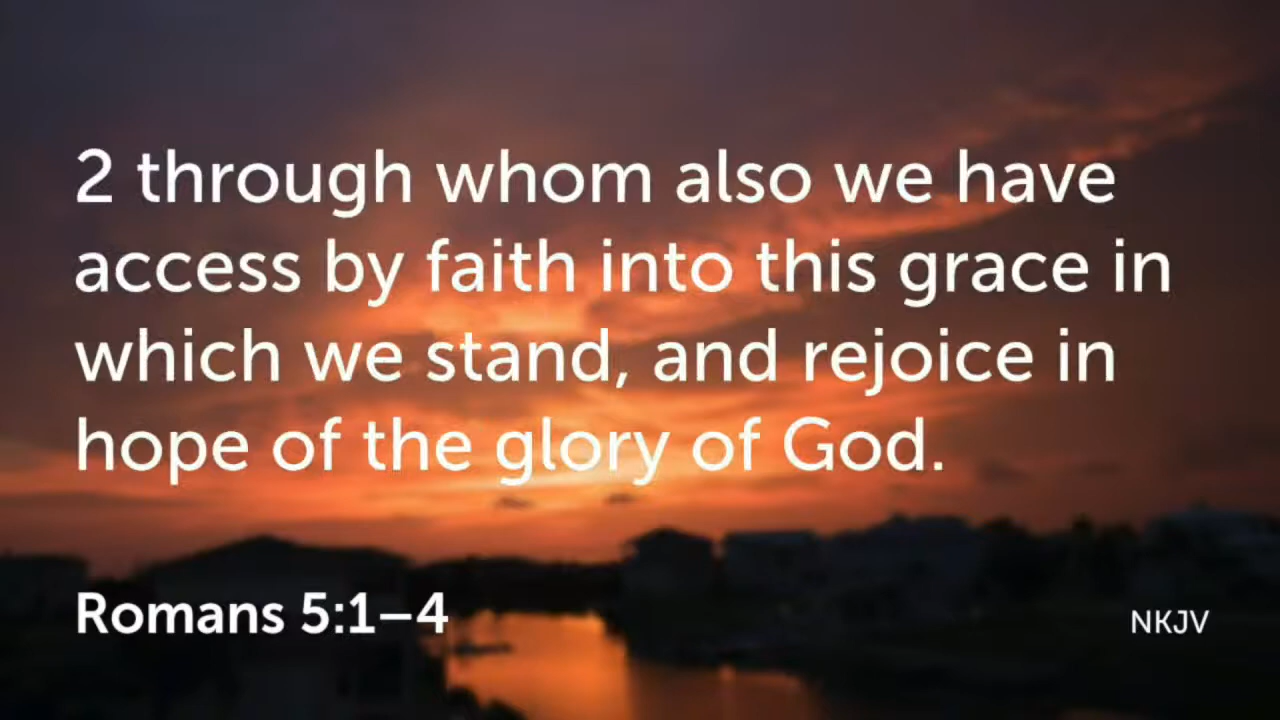 2 through whom also we have
access by faith into this grace in
which we stand, and rejoice in
hope of the glory of God.
Romans 5:1–4
NKJV